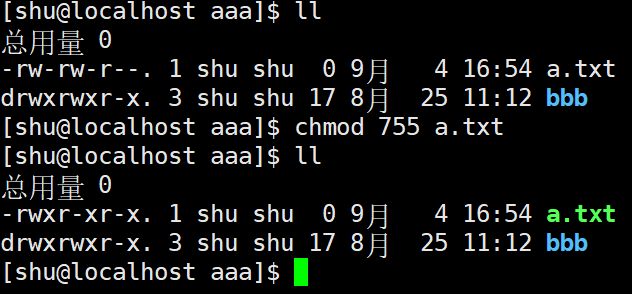 [shu@localhost aaa]$ ll
总用量 0
-rw-rw-r--. 1 shu shu  0 9月   4 16:54 a.txt
drwxrwxr-x. 3 shu shu 17 8月  25 11:12 bbb
[shu@localhost aaa]$ chmod 755 a.txt
[shu@localhost aaa]$ ll
总用量 0
-rwxr-xr-x. 1 shu shu  0 9月   4 16:54 a.txt
drwxrwxr-x. 3 shu shu 17 8月  25 11:12 bbb
[shu@localhost aaa]$